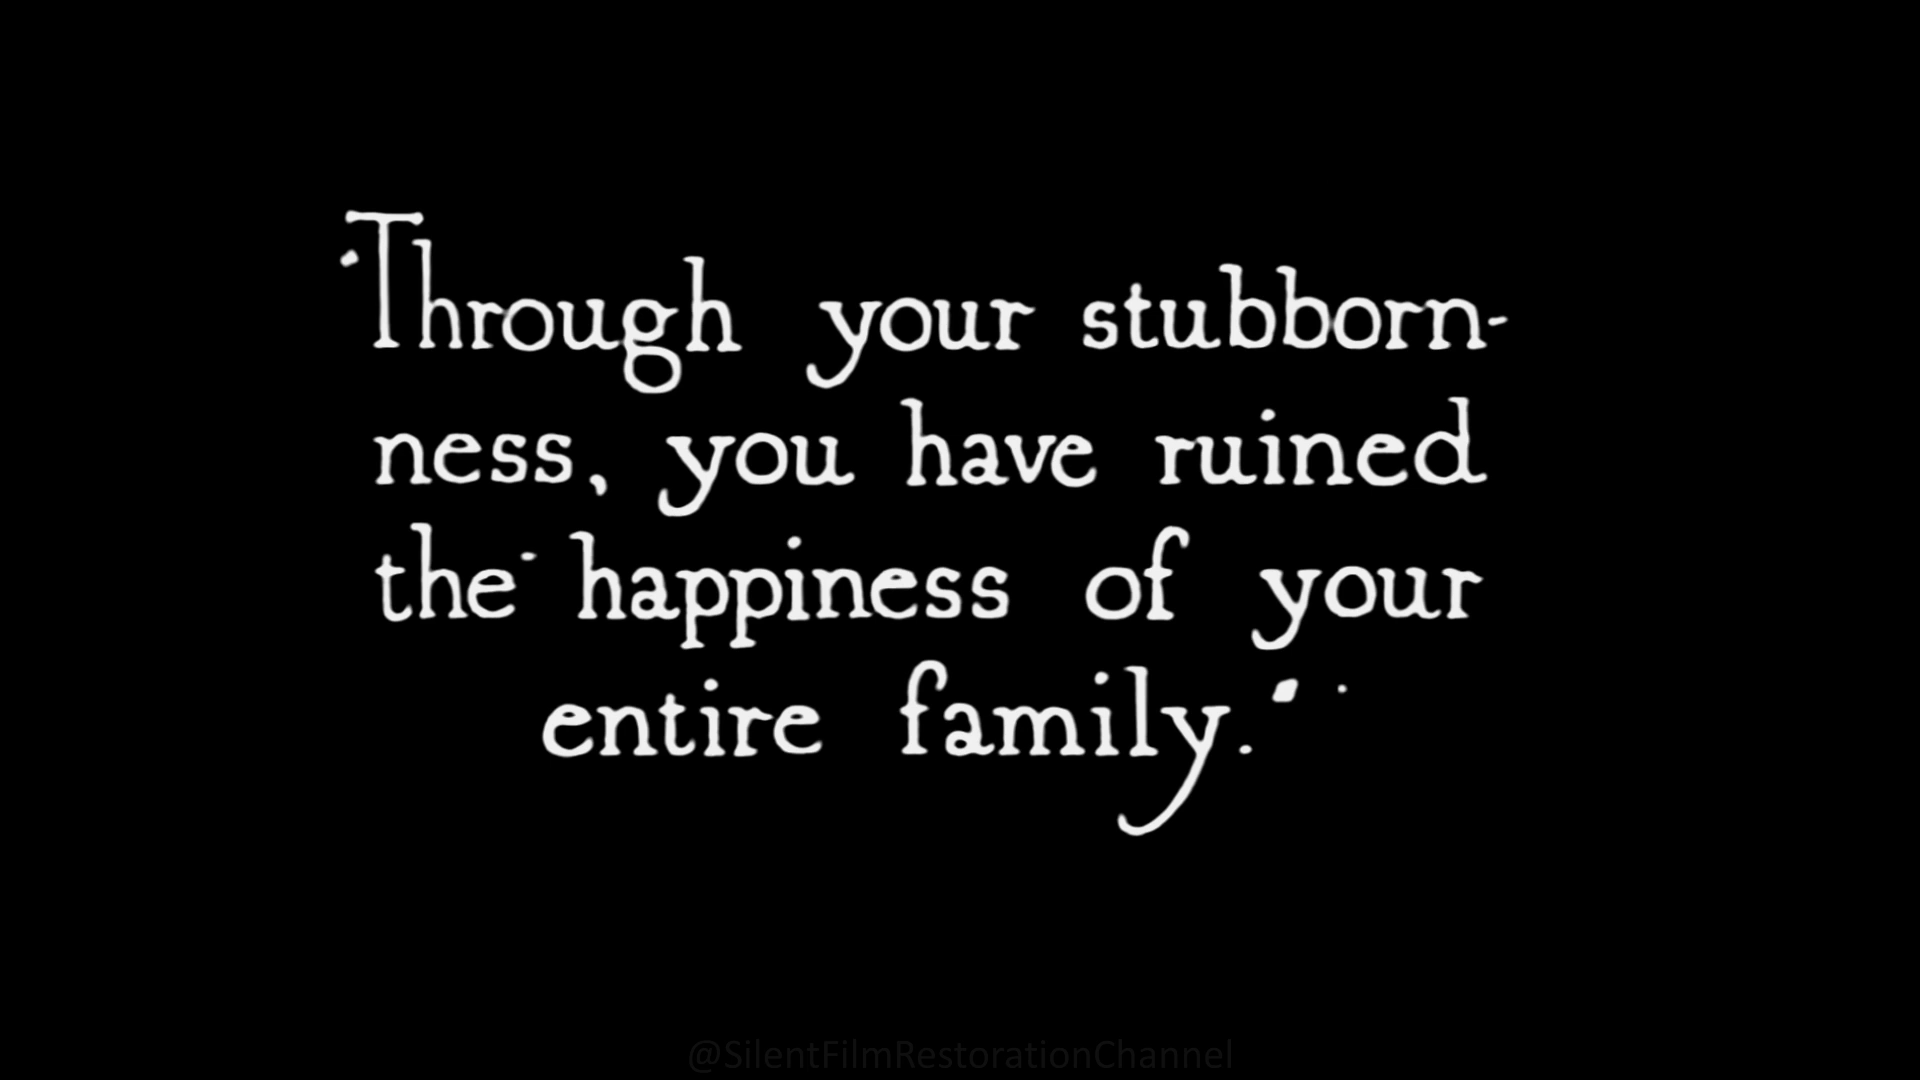 "Through your stubborn-
ness, you have ruined
the happiness of your
entire family."
@SilentFilmRestorationChannel